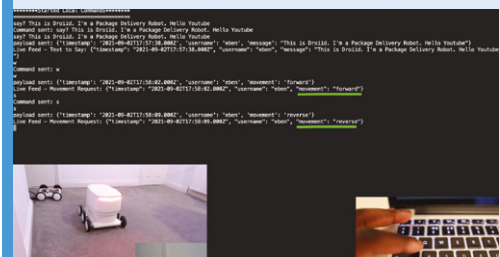 ********Started Local Commands********
say? This is Droiid. I'm a Package Delivery Robot. Hello Youtube
Command sent: say? This is Droiid. I'm a Package Delivery Robot. Hello Youtube
say? This is Droiid. I'm a Package Delivery Robot. Hello Youtube
payload sent: {'timestamp': '2021-09-02T17:57:38.000Z', 'username': 'eben', 'message': "This is Droiid. I'm a Package Delivery Robot. Hello Youtube"}
Live Feed - Text to Say: {"timestamp": "2021-09-02T17:57:38.000Z", "username": "eben", "message": "This is Droiid. I'm a Package Delivery Robot. Hello Youtube
"}
Command sent: w
w
payload sent: {'timestamp': '2021-09-02T17:58:02.000Z', 'username': 'eben', 'movement': 'forward'}
Live Feed - Movement Request: {"timestamp": "2021-09-02T17:58:02.000Z", "username": "eben", "movement": "forward"}
s
Command sent: s
s
payload sent: {'timestamp': '2021-09-02T17:58:09.000Z', 'username': 'eben', 'movement': 'reverse'}
Live Feed - Movement Request: {"timestamp": "2021-09-02T17:58:09.000Z", "username": "eben", "movement": "reverse"}